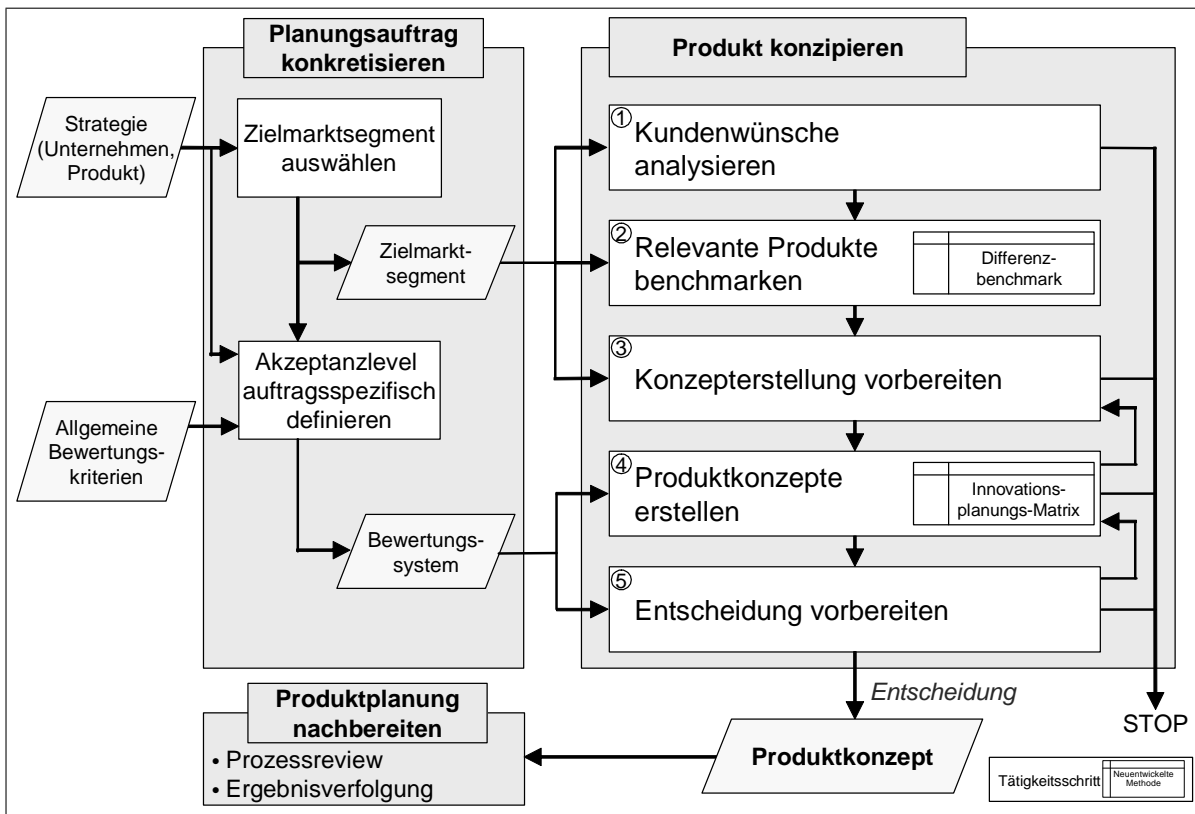 Planungsauftrag
konkretisieren
Produkt konzipieren
Strategie
(Unternehmen,
Produkt)
Zielmarktsegment
auswählen
Zielmarkt-
segment
Akzeptanzlevel
auftragsspezifisch
definieren
Allgemeine
Bewertungs-
kriterien
Bewertungs-
system
1
Kundenwünsche
analysieren
2
Relevante Produkte
benchmarken
Differenz-
benchmark
3
Konzepterstellung vorbereiten
4
Produktkonzepte
erstellen
Innovations-
planungs-Matrix
5
Entscheidung vorbereiten
Entscheidung
STOP
Produktkonzept
Produktplanung
nachbereiten
• Prozessreview
• Ergebnisverfolgung
Tätigkeitsschritt
Neuentwickelte
Methode